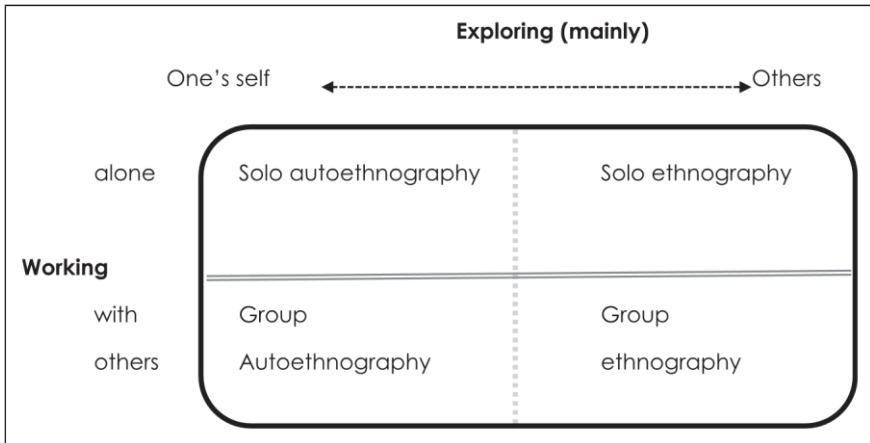 Exploring (mainly)
One's self Others
alone Solo autoethnography Solo ethnography
Working
with Group Group
others Autoethnography ethnography